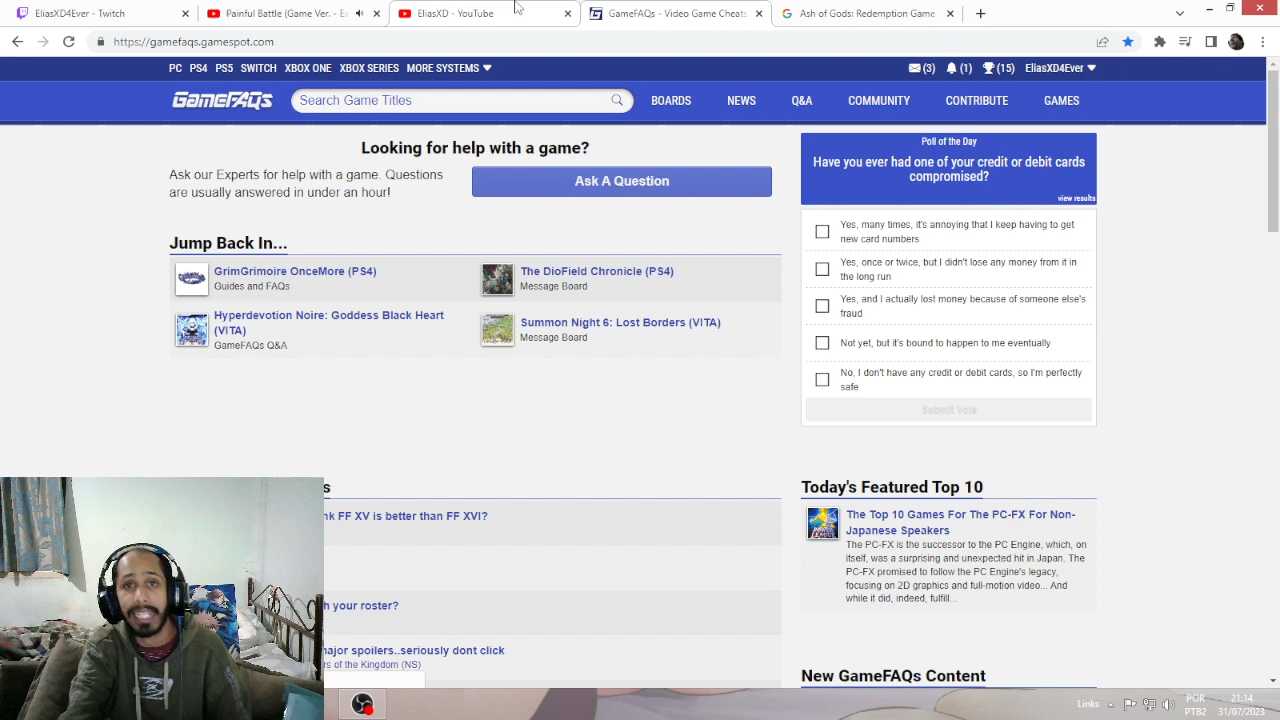 EliasXD4Ever - Twitch
Painful Battle (Game Ver. - E
EliasXD - YouTube
GameFAQs - Video Game Cheats
Ash of Gods: Redemption Game
https://gamefaqs.gamespot.com
PC PS4 PS5 SWITCH XBOX ONE XBOX SERIES MORE SYSTEMS
(3) (1) (15) EliasXD4Ever
GameFAQs
Search Game Titles
BOARDS NEWS Q&A COMMUNITY CONTRIBUTE GAMES
Looking for help with a game?
Ask our Experts for help with a game. Questions
are usually answered in under an hour!
Ask A Question
Jump Back In...
GrimGrimoire OnceMore (PS4)
Guides and FAQs
The DioField Chronicle (PS4)
Message Board
Hyperdevotion Noire: Goddess Black Heart
(VITA)
GameFAQs Q&A
Summon Night 6: Lost Borders (VITA)
Message Board
Poll of the Day
Have you ever had one of your credit or debit cards
compromised?
view results
Yes, many times, it's annoying that I keep having to get
new card numbers
Yes, once or twice, but I didn't lose any money from it in
the long run
Yes, and I actually lost money because of someone else's
fraud
Not yet, but it's bound to happen to me eventually
No, I don't have any credit or debit cards, so I'm perfectly
safe
Submit Vote
s
nk FF XV is better than FF XVI?
h your roster?
najor spoilers..seriously dont click
rs of the Kingdom (NS)
Today's Featured Top 10
The Top 10 Games For The PC-FX For Non-
Japanese Speakers
The PC-FX is the successor to the PC Engine, which, on
itself, was a surprising and unexpected hit in Japan. The
PC-FX promised to follow the PC Engine's legacy,
focusing on 2D graphics and full-motion video... And
while it did, indeed, fulfill...
New GameFAQs Content
Links
POR
PTB2
21:14
31/07/2023